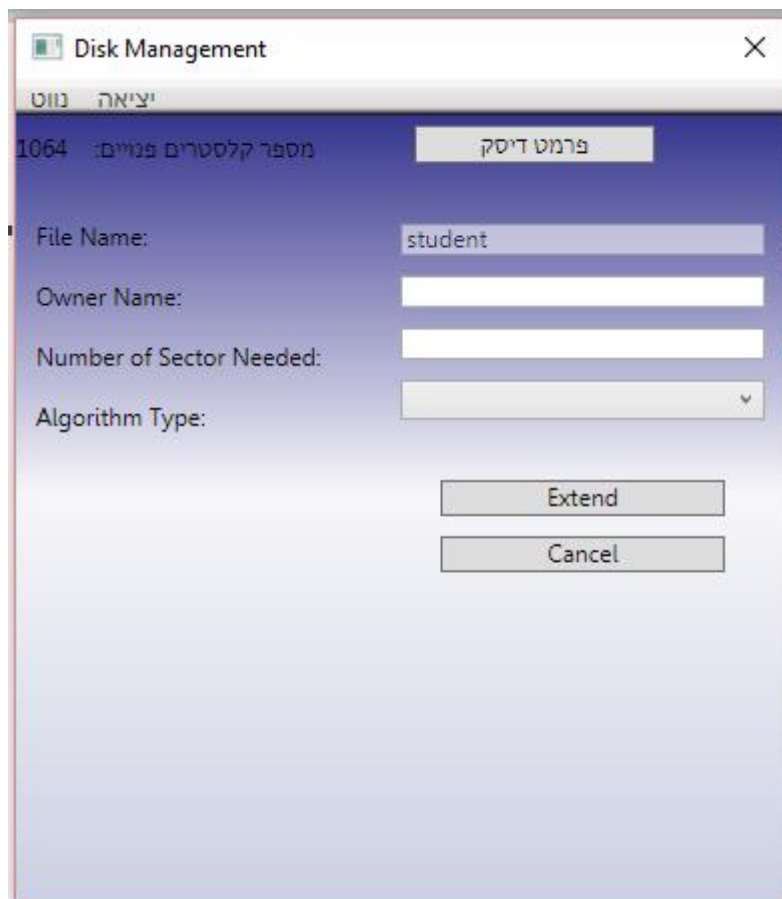 Disk Management
נווט יציאה
מספר קלסטרים פנויים: 1064
פרמט דיסק
File Name: student
Owner Name:
Number of Sector Needed:
Algorithm Type:
Extend
Cancel